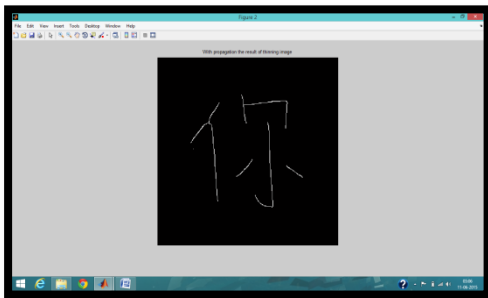 Figure 2
File Edit View Insert Tools Desktop Window Help
With propagation the result of thinning image
你